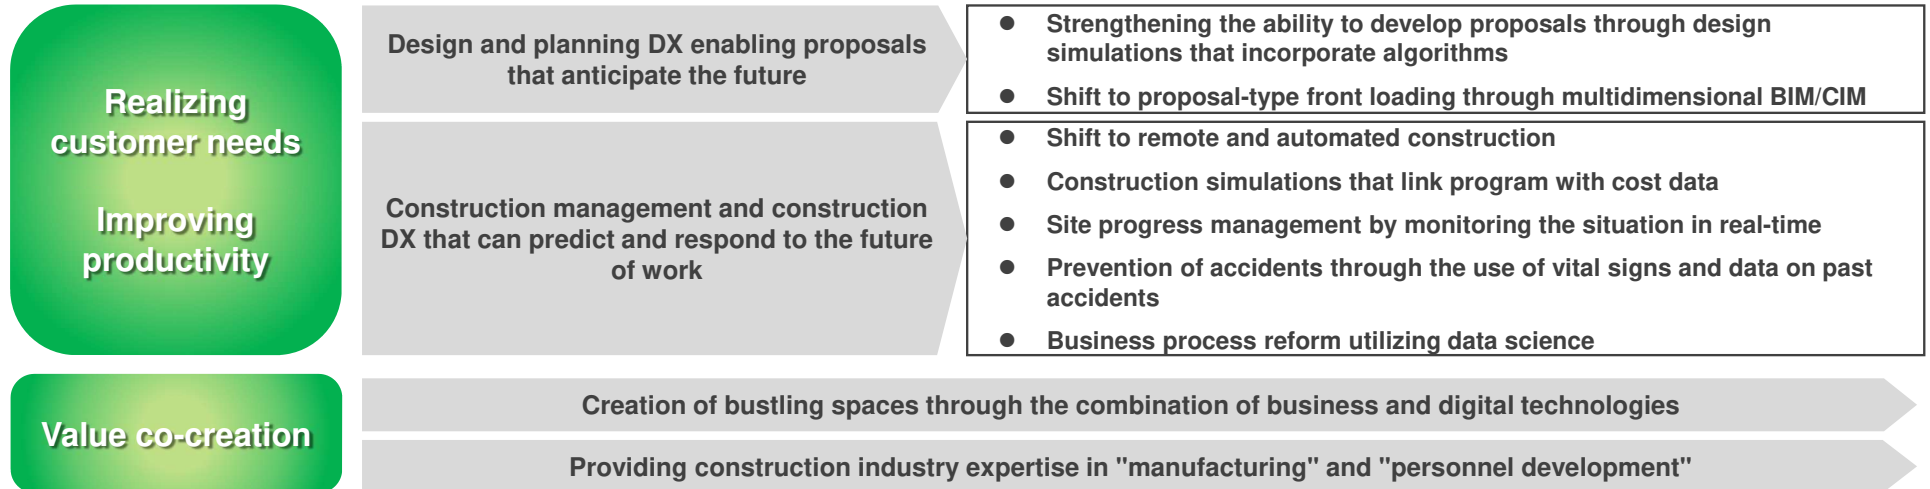 Realizing
customer needs
Improving
productivity
Design and planning DX enabling proposals
that anticipate the future
● Strengthening the ability to develop proposals through design
simulations that incorporate algorithms
● Shift to proposal-type front loading through multidimensional BIM/CIM
Construction management and construction
DX that can predict and respond to the future
of work
● Shift to remote and automated construction
● Construction simulations that link program with cost data
● Site progress management by monitoring the situation in real-time
● Prevention of accidents through the use of vital signs and data on past
accidents
● Business process reform utilizing data science
Value co-creation
Creation of bustling spaces through the combination of business and digital technologies
Providing construction industry expertise in "manufacturing" and "personnel development"